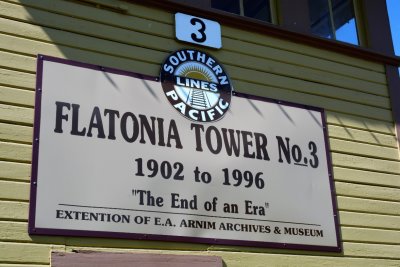 3
SOUTHERN
LINES
PACIFIC
FLATONIA TOWER No.3
1902 to 1996
"The End of an Era"
EXTENTION OF E.A. ARNIM ARCHIVES & MUSEUM